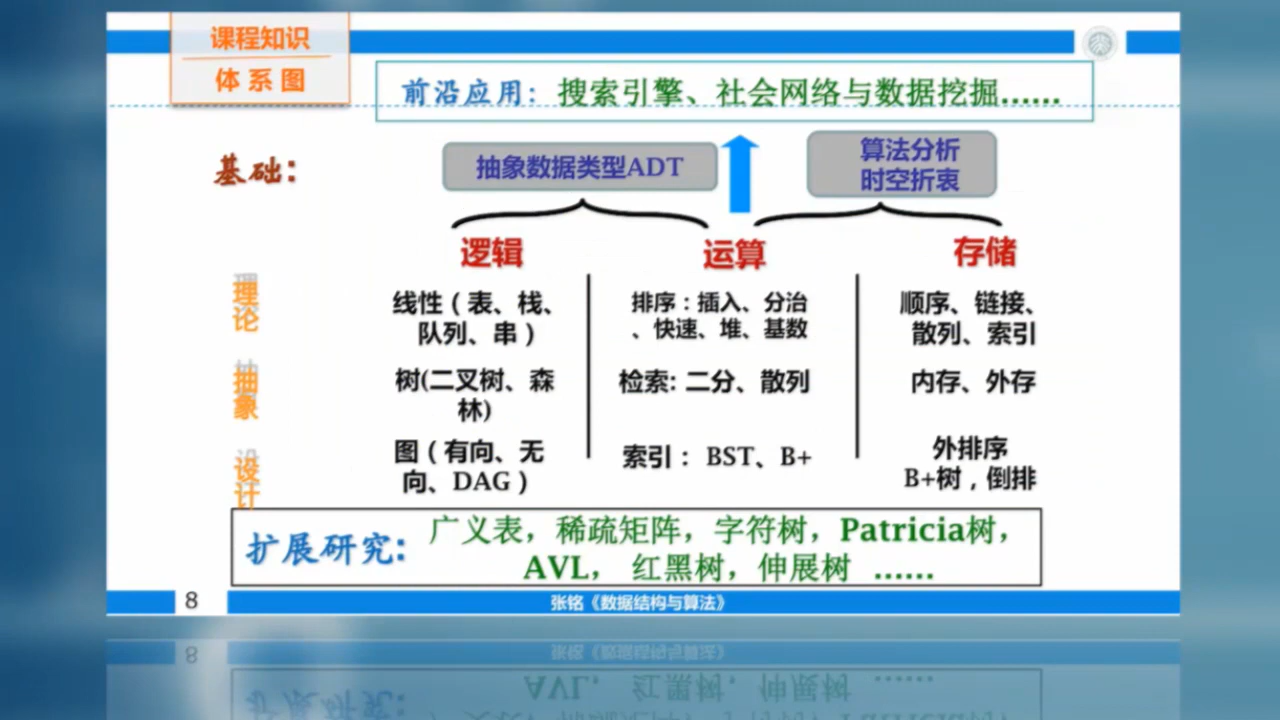 课程知识
体系图
前沿应用：搜索引擎、社会网络与数据挖掘……
基础：
抽象数据类型ADT
算法分析
时空折衷
逻辑
运算
存储
理论
抽象
设计
线性（表、栈、
队列、串）
排序：插入、分治
、快速、堆、基数
顺序、链接、
散列、索引
树(二叉树、森
林)
检索: 二分、散列
内存、外存
图（有向、无
向、DAG）
索引： BST、B+
外排序
B+树，倒排
扩展研究：
广义表，稀疏矩阵，字符树，Patricia树，
AVL， 红黑树，伸展树 ……
8
张铭《数据结构与算法》